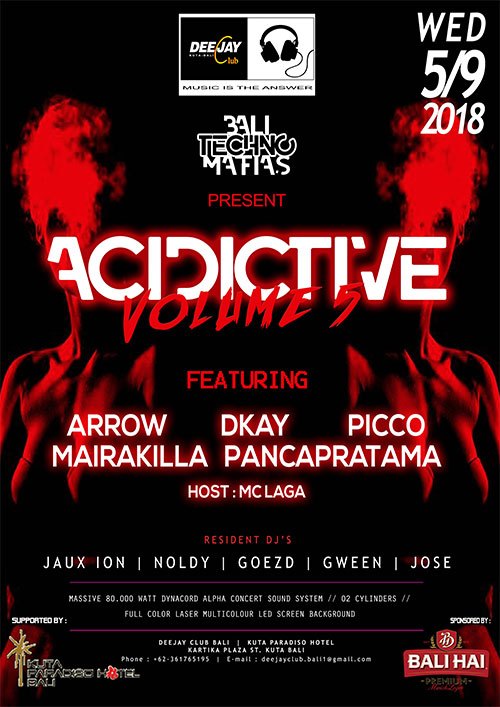 DEEJAY
KUTA-BALI
Club
MUSIC IS THE ANSWER
WED
5/9
2018
BALI
TECHNO
MAFIAS
PRESENT
ACIDICTIVE
VOLUME 5
FEATURING
ARROW DKAY PICCO
MAIRAKILLA PANCAPRATAMA
HOST : MC LAGA
RESIDENT DJ'S
JAUX ION | NOLDY | GOEZD | GWEEN | JOSE
MASSIVE 80.000 WATT DYNACORD ALPHA CONCERT SOUND SYSTEM // 02 CYLINDERS //
FULL COLOR LASER MULTICOLOUR LED SCREEN BACKGROUND
SUPPORTED BY :
KUTA
PARADISO HOTEL
BALI
DEEJAY CLUB BALI | KUTA PARADISO HOTEL
KARTIKA PLAZA ST, KUTA BALI
Phone : +62-361765195 | E-mail : deejayclub.bali1@gmail.com
SPONSORED BY :
BALI HAI
PREMIUM